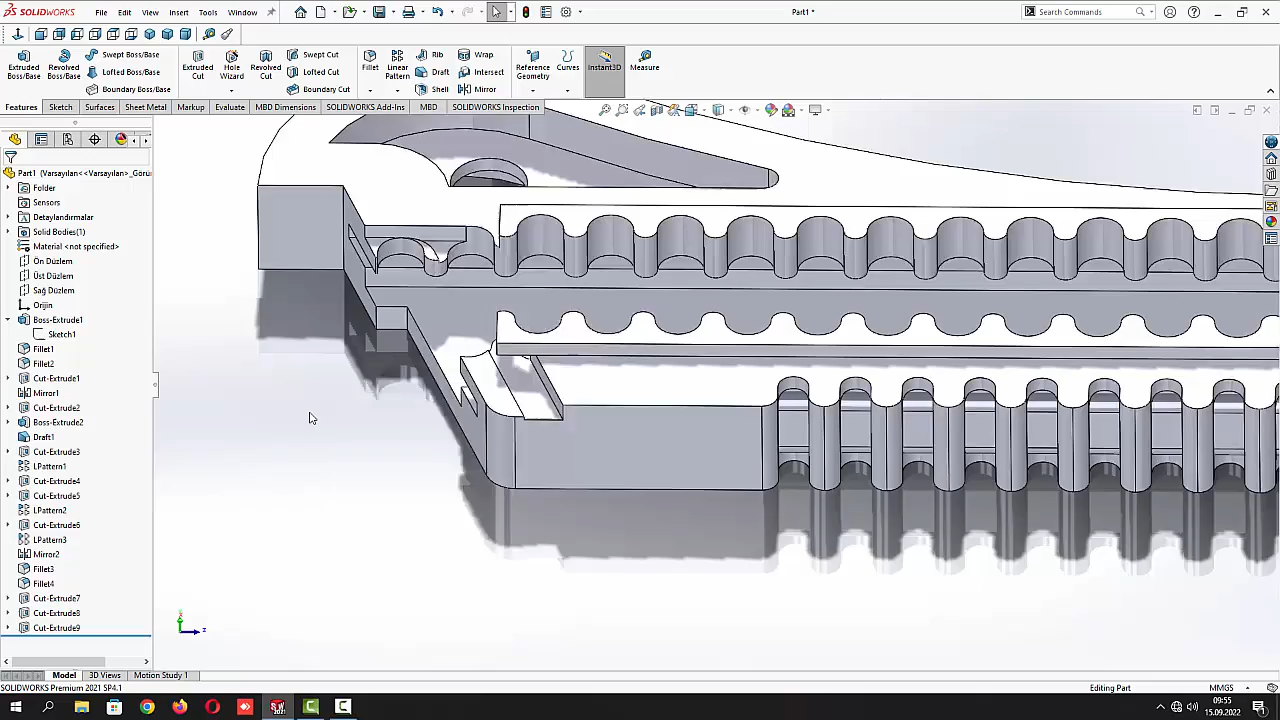 SOLIDWORKS File Edit View Insert Tools Window Part1 * Search Commands
Extruded Boss/Base
Revolved Boss/Base
Swept Boss/Base
Lofted Boss/Base
Boundary Boss/Base
Extruded Cut
Hole Wizard
Revolved Cut
Swept Cut
Lofted Cut
Boundary Cut
Fillet
Linear Pattern
Rib
Draft
Shell
Wrap
Intersect
Mirror
Reference Geometry
Curves
Instant3D
Measure
Features Sketch Surfaces Sheet Metal Markup Evaluate MBD Dimensions SOLIDWORKS Add-Ins MBD SOLIDWORKS Inspection
Part1 (Varsayılan<<Varsayılan>_Görür
Folder
Sensors
Detaylandırmalar
Solid Bodies(1)
Material <not specified>
Ön Düzlem
Üst Düzlem
Sağ Düzlem
Orijin
Boss-Extrude1
Sketch1
Fillet1
Fillet2
Cut-Extrude1
Mirror1
Cut-Extrude2
Boss-Extrude2
Draft1
Cut-Extrude3
LPattern1
Cut-Extrude4
Cut-Extrude5
LPattern2
Cut-Extrude6
LPattern3
Mirror2
Fillet3
Fillet4
Cut-Extrude7
Cut-Extrude8
Cut-Extrude9
Model 3D Views Motion Study 1
SOLIDWORKS Premium 2021 SP4.1 Editing Part MMGS
09:55
15.09.2022